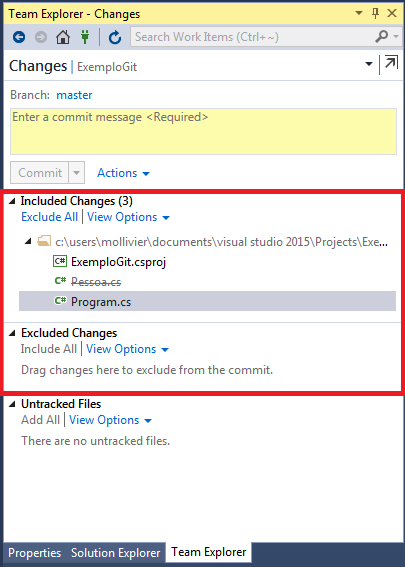 Team Explorer - Changes
Search Work Items (Ctrl+~)
Changes | ExemploGit
Branch: master
Enter a commit message <Required>
Commit Actions
Included Changes (3)
Exclude All | View Options
c:\users\mollivier\documents\visual studio 2015\Projects\Exe...
C# ExemploGit.csproj
C# Pessoa.cs
C# Program.cs
Excluded Changes
Include All | View Options
Drag changes here to exclude from the commit.
Untracked Files
Add All | View Options
There are no untracked files.
Properties Solution Explorer Team Explorer